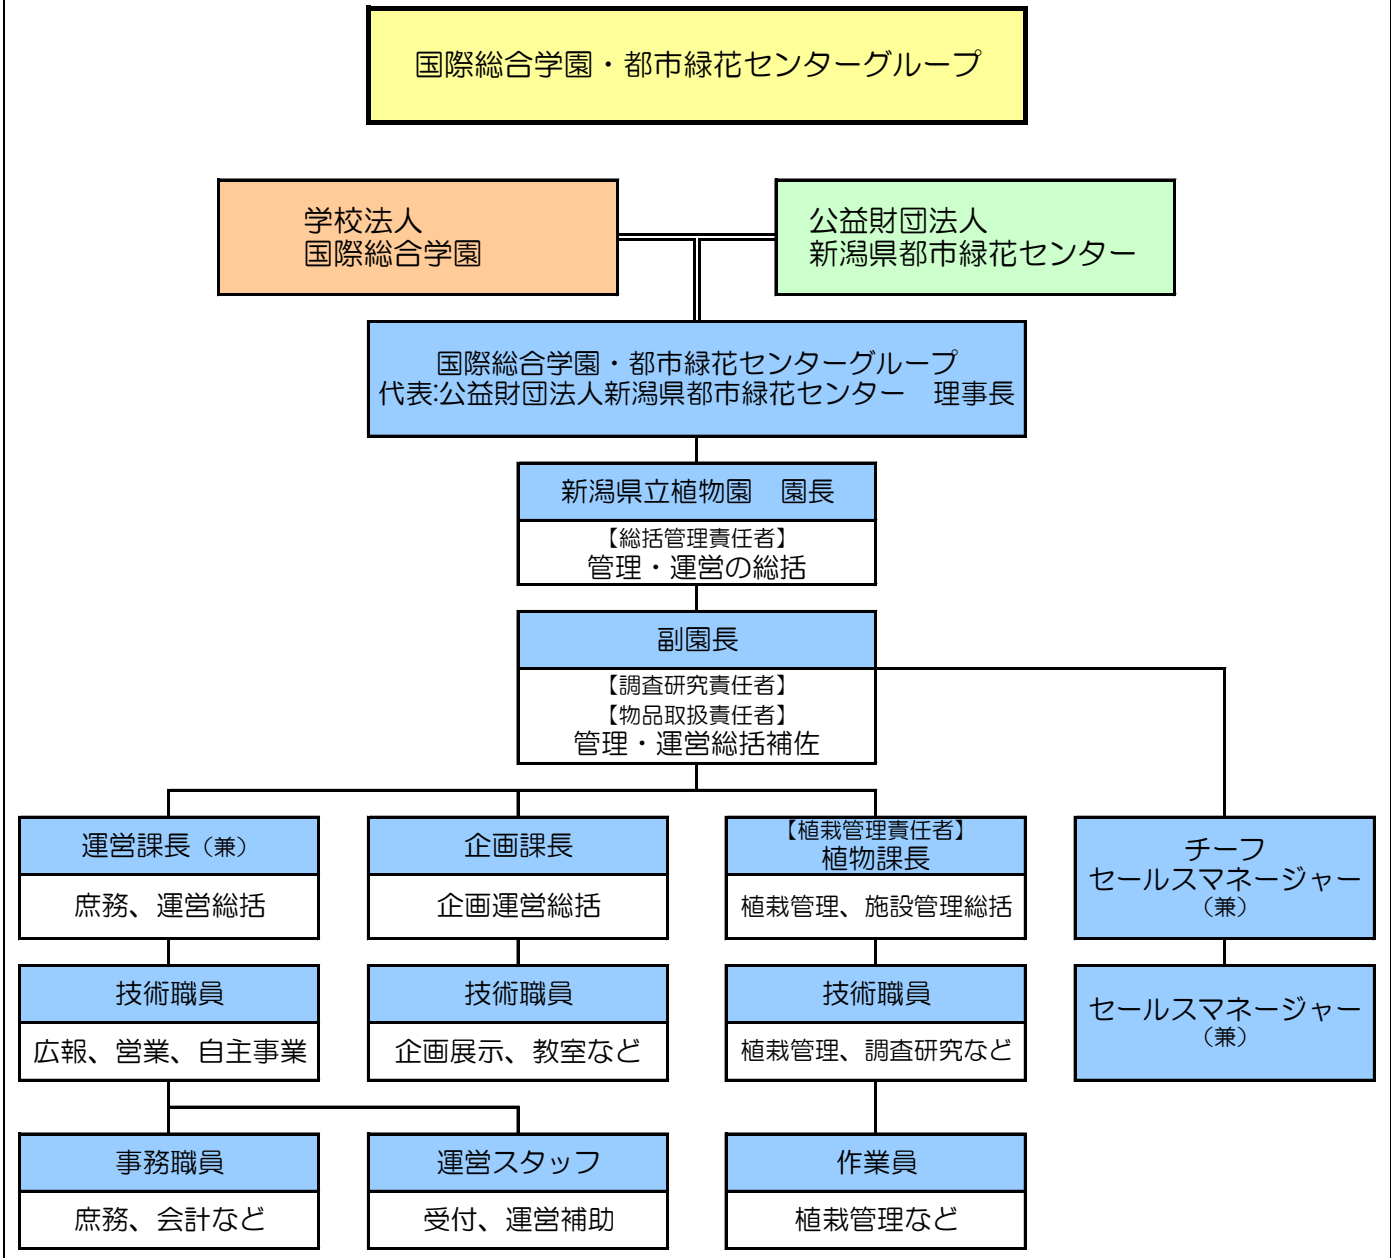 国際総合学園・都市緑花センターグループ
学校法人
国際総合学園
公益財団法人
新潟県都市緑花センター
国際総合学園・都市緑花センターグループ
代表:公益財団法人新潟県都市緑花センター　理事長
新潟県立植物園　園長
【総括管理責任者】
管理・運営の総括
副園長
【調査研究責任者】
【物品取扱責任者】
管理・運営総括補佐
運営課長（兼）
庶務、運営総括
企画課長
企画運営総括
【植栽管理責任者】
植物課長
植栽管理、施設管理総括
チーフ
セールスマネージャー
（兼）
技術職員
広報、営業、自主事業
技術職員
企画展示、教室など
技術職員
植栽管理、調査研究など
セールスマネージャー
（兼）
事務職員
庶務、会計など
運営スタッフ
受付、運営補助
作業員
植栽管理など